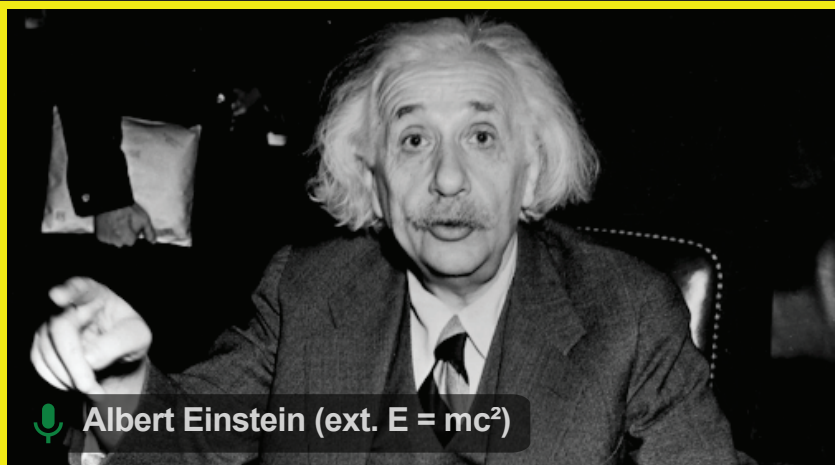 Albert Einstein (ext. E = mc²)